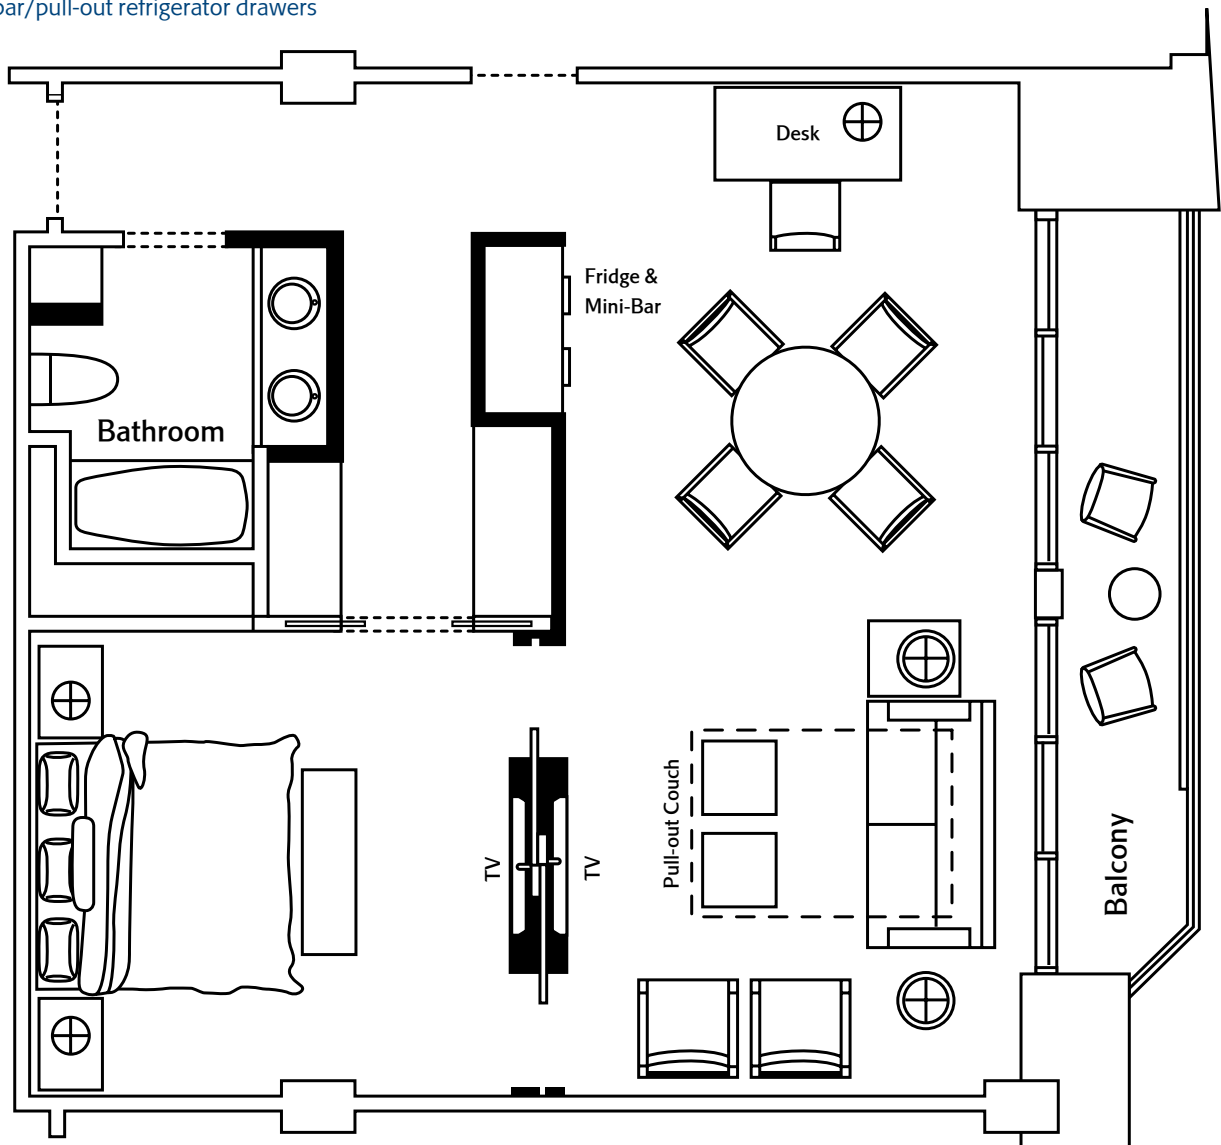 bar/pull-out refrigerator drawers
Desk
Fridge &
Mini-Bar
Bathroom
Pull-out Couch
TV
TV
Balcony